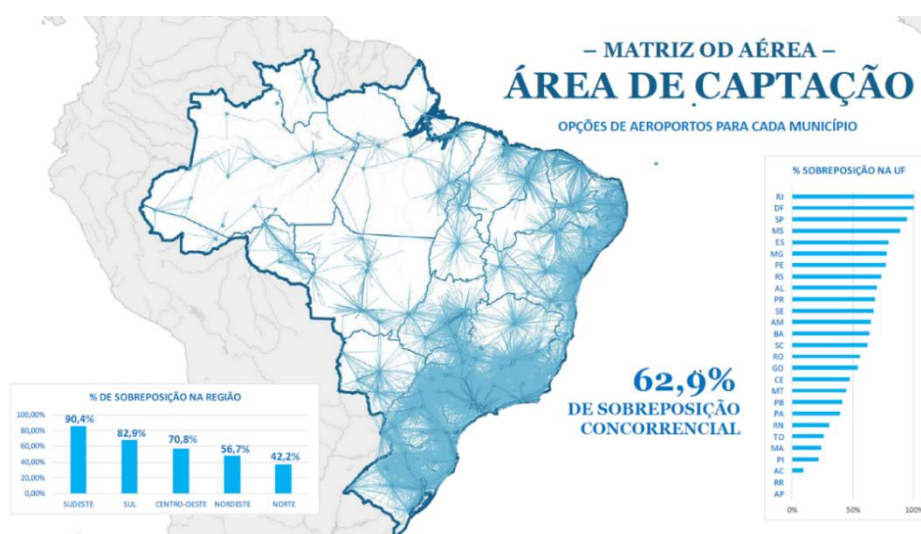 – MATRIZ OD AÉREA –
ÁREA DE CAPTAÇÃO
OPÇÕES DE AEROPORTOS PARA CADA MUNICÍPIO
% SOBREPOSIÇÃO NA UF
RJ
DF
SP
MS
ES
MG
PE
RS
AL
PR
SE
AM
BA
SC
RO
GO
CE
MT
PB
PA
RN
TO
MA
PI
AC
RR
AP
0% 50% 100%
62,9%
DE SOBREPOSIÇÃO
CONCORRENCIAL
% DE SOBREPOSIÇÃO NA REGIÃO
100,00%
80,00%
60,00%
40,00%
20,00%
0,00%
90,4% 82,9% 70,8% 56,7% 42,2%
SUDESTE SUL CENTRO-OESTE NORDESTE NORTE